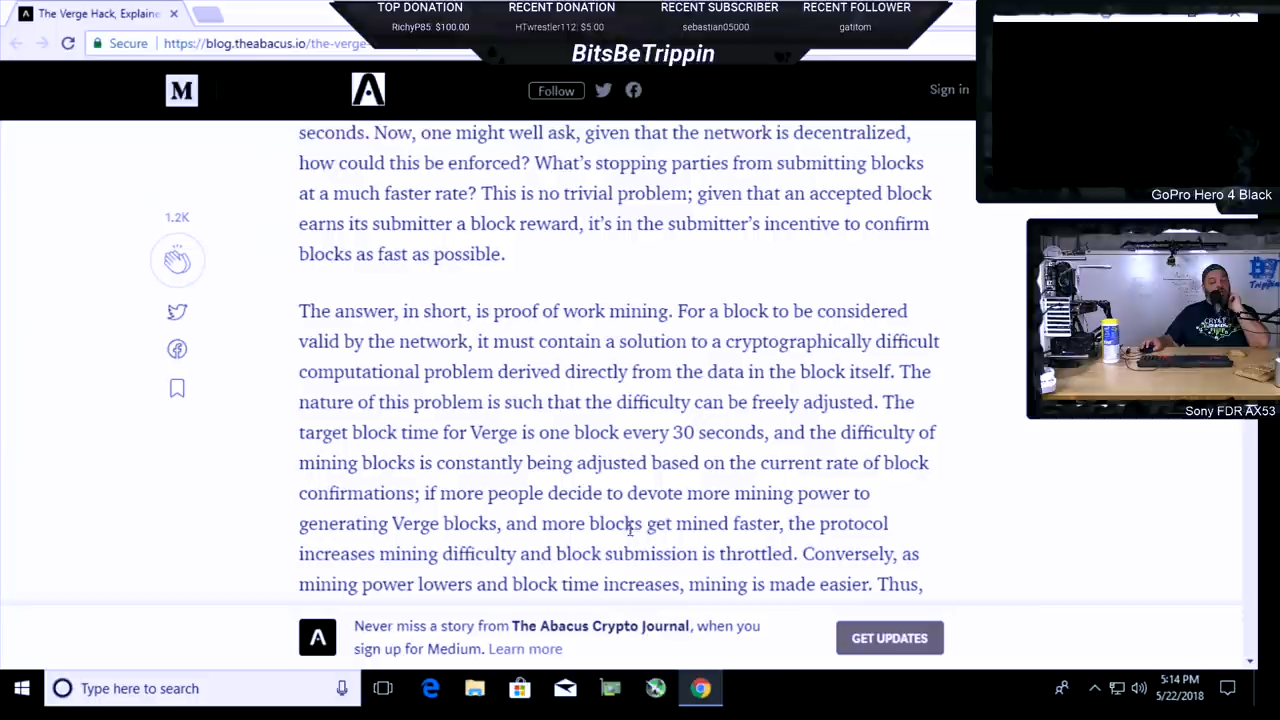 The Verge Hack, Explaine
TOP DONATION
RECENT DONATION
RECENT SUBSCRIBER
RECENT FOLLOWER
RichyP85: $100.00
HTwrestler112: $5.00
sebastian05000
gatitom
BitsBeTrippin
Secure
https://blog.theabacus.io/the-verge-
M
A
Follow
Sign in
seconds. Now, one might well ask, given that the network is decentralized,
how could this be enforced? What's stopping parties from submitting blocks
at a much faster rate? This is no trivial problem; given that an accepted block
earns its submitter a block reward, it's in the submitter's incentive to confirm
blocks as fast as possible.
GoPro Hero 4 Black
1.2K
The answer, in short, is proof of work mining. For a block to be considered
valid by the network, it must contain a solution to a cryptographically difficult
computational problem derived directly from the data in the block itself. The
nature of this problem is such that the difficulty can be freely adjusted. The
target block time for Verge is one block every 30 seconds, and the difficulty of
mining blocks is constantly being adjusted based on the current rate of block
confirmations; if more people decide to devote more mining power to
generating Verge blocks, and more blocks get mined faster, the protocol
increases mining difficulty and block submission is throttled. Conversely, as
mining power lowers and block time increases, mining is made easier. Thus,
Sony FDR AX53
Never miss a story from The Abacus Crypto Journal, when you
sign up for Medium. Learn more
GET UPDATES
Type here to search
5:14 PM
5/22/2018